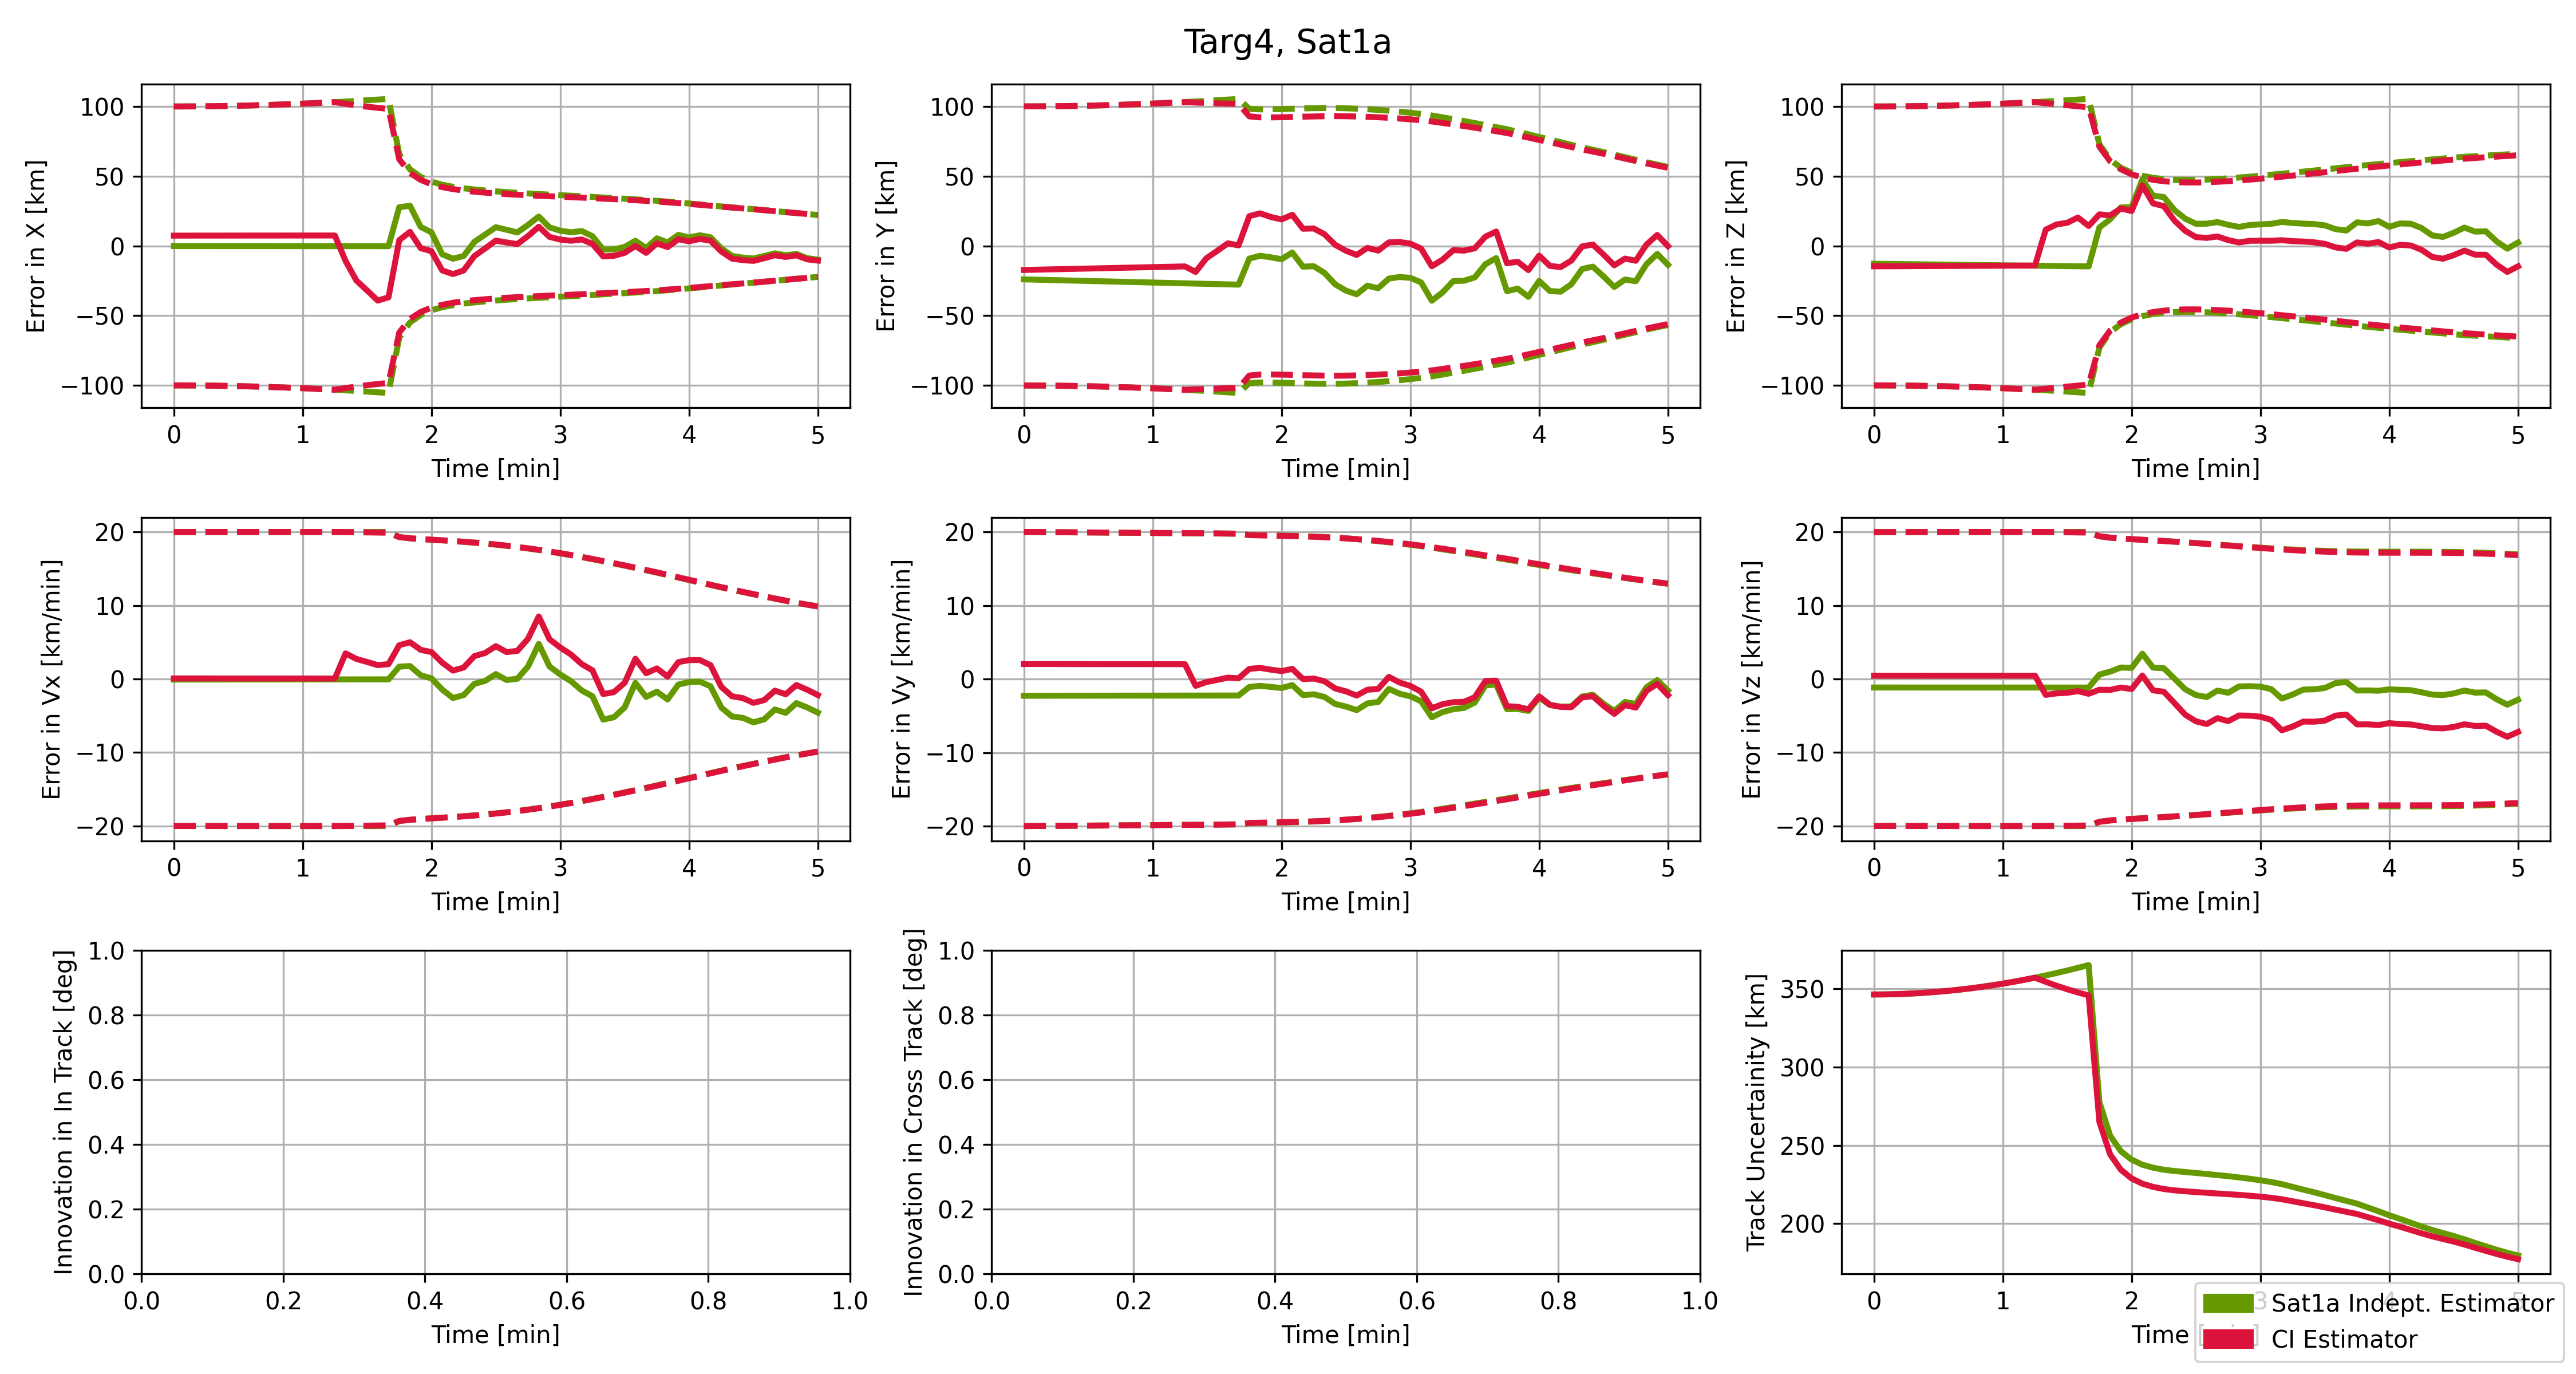 Targ4, Sat1a
Error in X [km]
100
50
0
−50
−100
0 1 2 3 4 5
Time [min]
Error in Y [km]
100
50
0
−50
−100
0 1 2 3 4 5
Time [min]
Error in Z [km]
100
50
0
−50
−100
0 1 2 3 4 5
Time [min]
Error in Vx [km/min]
20
10
0
−10
−20
0 1 2 3 4 5
Time [min]
Error in Vy [km/min]
20
10
0
−10
−20
0 1 2 3 4 5
Time [min]
Error in Vz [km/min]
20
10
0
−10
−20
0 1 2 3 4 5
Time [min]
Innovation in In Track [deg]
1.0
0.8
0.6
0.4
0.2
0.0
0.0 0.2 0.4 0.6 0.8 1.0
Time [min]
Innovation in Cross Track [deg]
1.0
0.8
0.6
0.4
0.2
0.0
0.0 0.2 0.4 0.6 0.8 1.0
Time [min]
Track Uncertainity [km]
350
300
250
200
0 1 2 3 4 5
Time [min]
Sat1a Indept. Estimator
CI Estimator